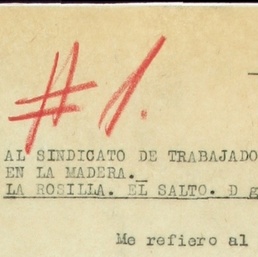 # 1.
AL SINDICATO DE TRABAJADO
EN LA MADERA._
LA ROSILLA. EL SALTO. D g
Me refiero al